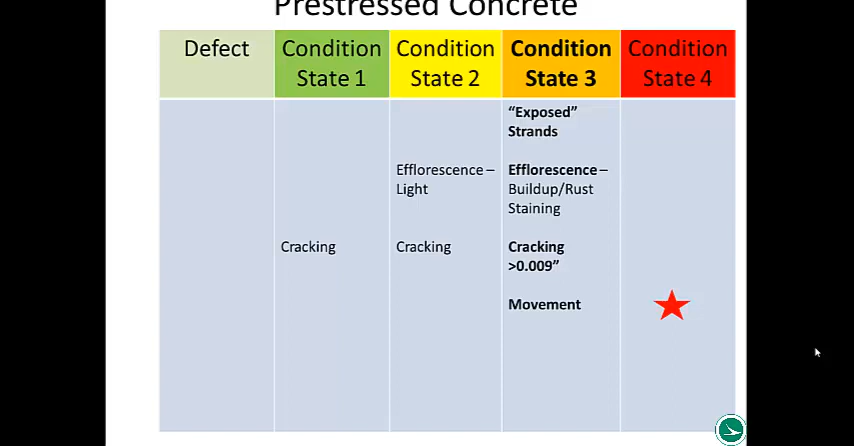 Prestressed Concrete
Defect
Condition
State 1
Condition
State 2
Condition
State 3
Condition
State 4
“Exposed”
Strands
Efflorescence –
Light
Efflorescence –
Buildup/Rust
Staining
Cracking
Cracking
Cracking
>0.009”
Movement